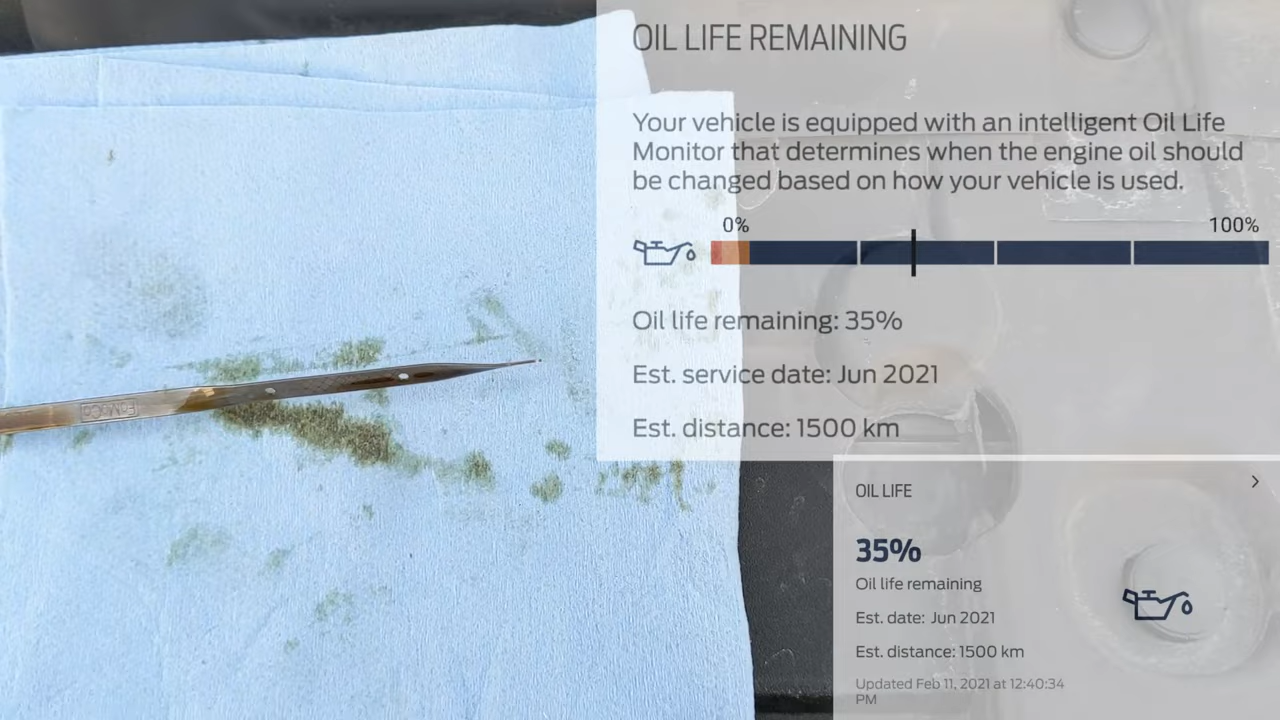 OIL LIFE REMAINING
Your vehicle is equipped with an intelligent Oil Life
Monitor that determines when the engine oil should
be changed based on how your vehicle is used.
0% 100%
Oil life remaining: 35%
Est. service date: Jun 2021
Est. distance: 1500 km
OIL LIFE
35%
Oil life remaining
Est. date: Jun 2021
Est. distance: 1500 km
Updated Feb 11, 2021 at 12:40:34
PM
FoMoCo